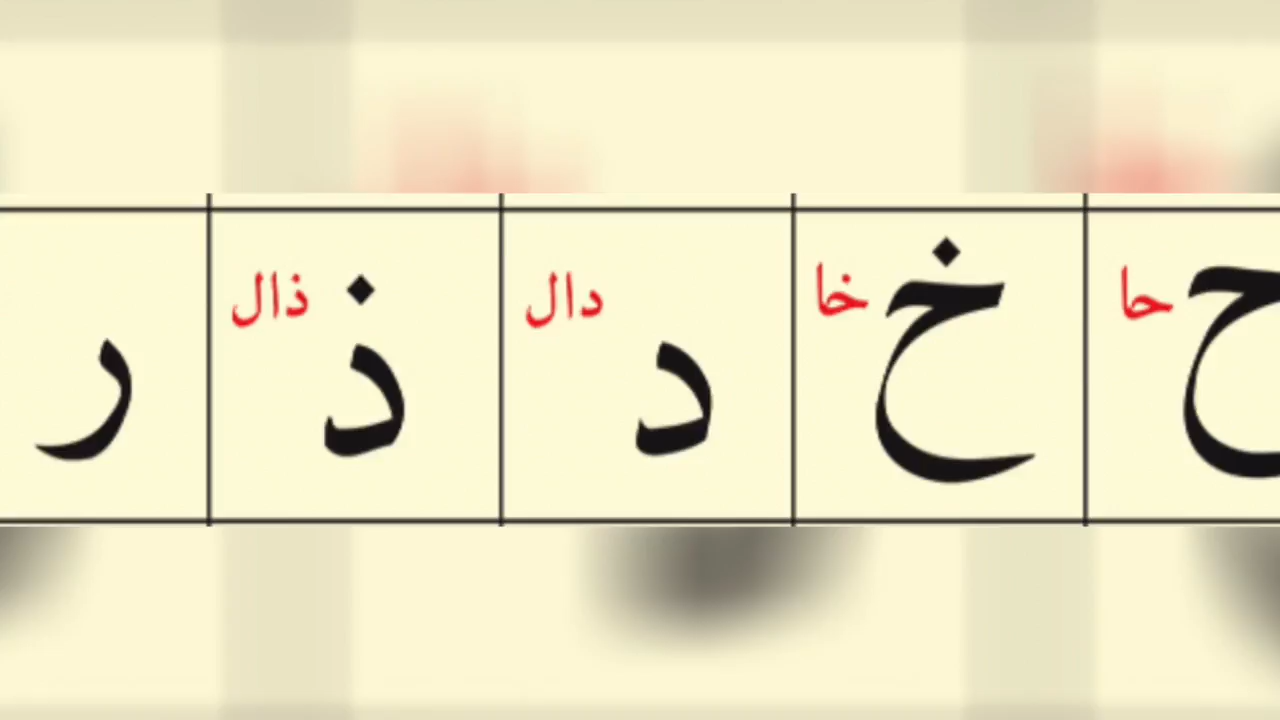 ح حا خ خا د دال ذ ذال ر